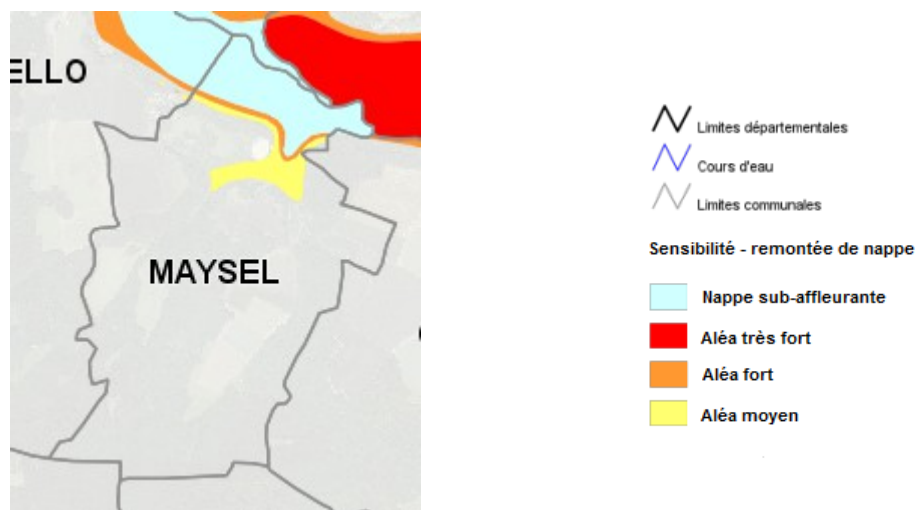 ELLO
MAYSEL
Limites départementales
Cours d'eau
Limites communales
Sensibilité - remontée de nappe
Nappe sub-affleurante
Aléa très fort
Aléa fort
Aléa moyen